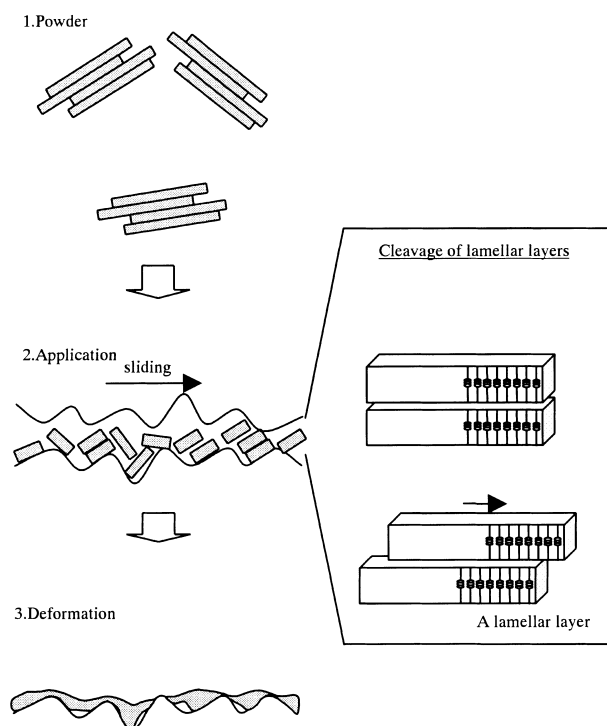 1.Powder
Cleavage of lamellar layers
2.Application
sliding
A lamellar layer
3.Deformation